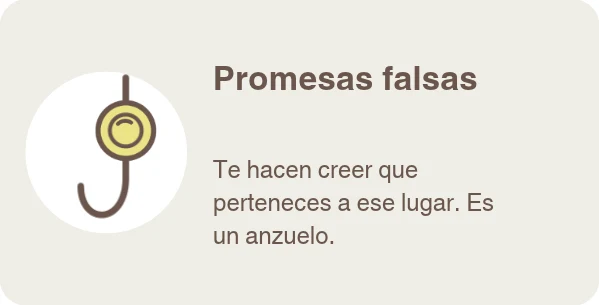 Promesas falsas
Te hacen creer que
perteneces a ese lugar. Es
un anzuelo.